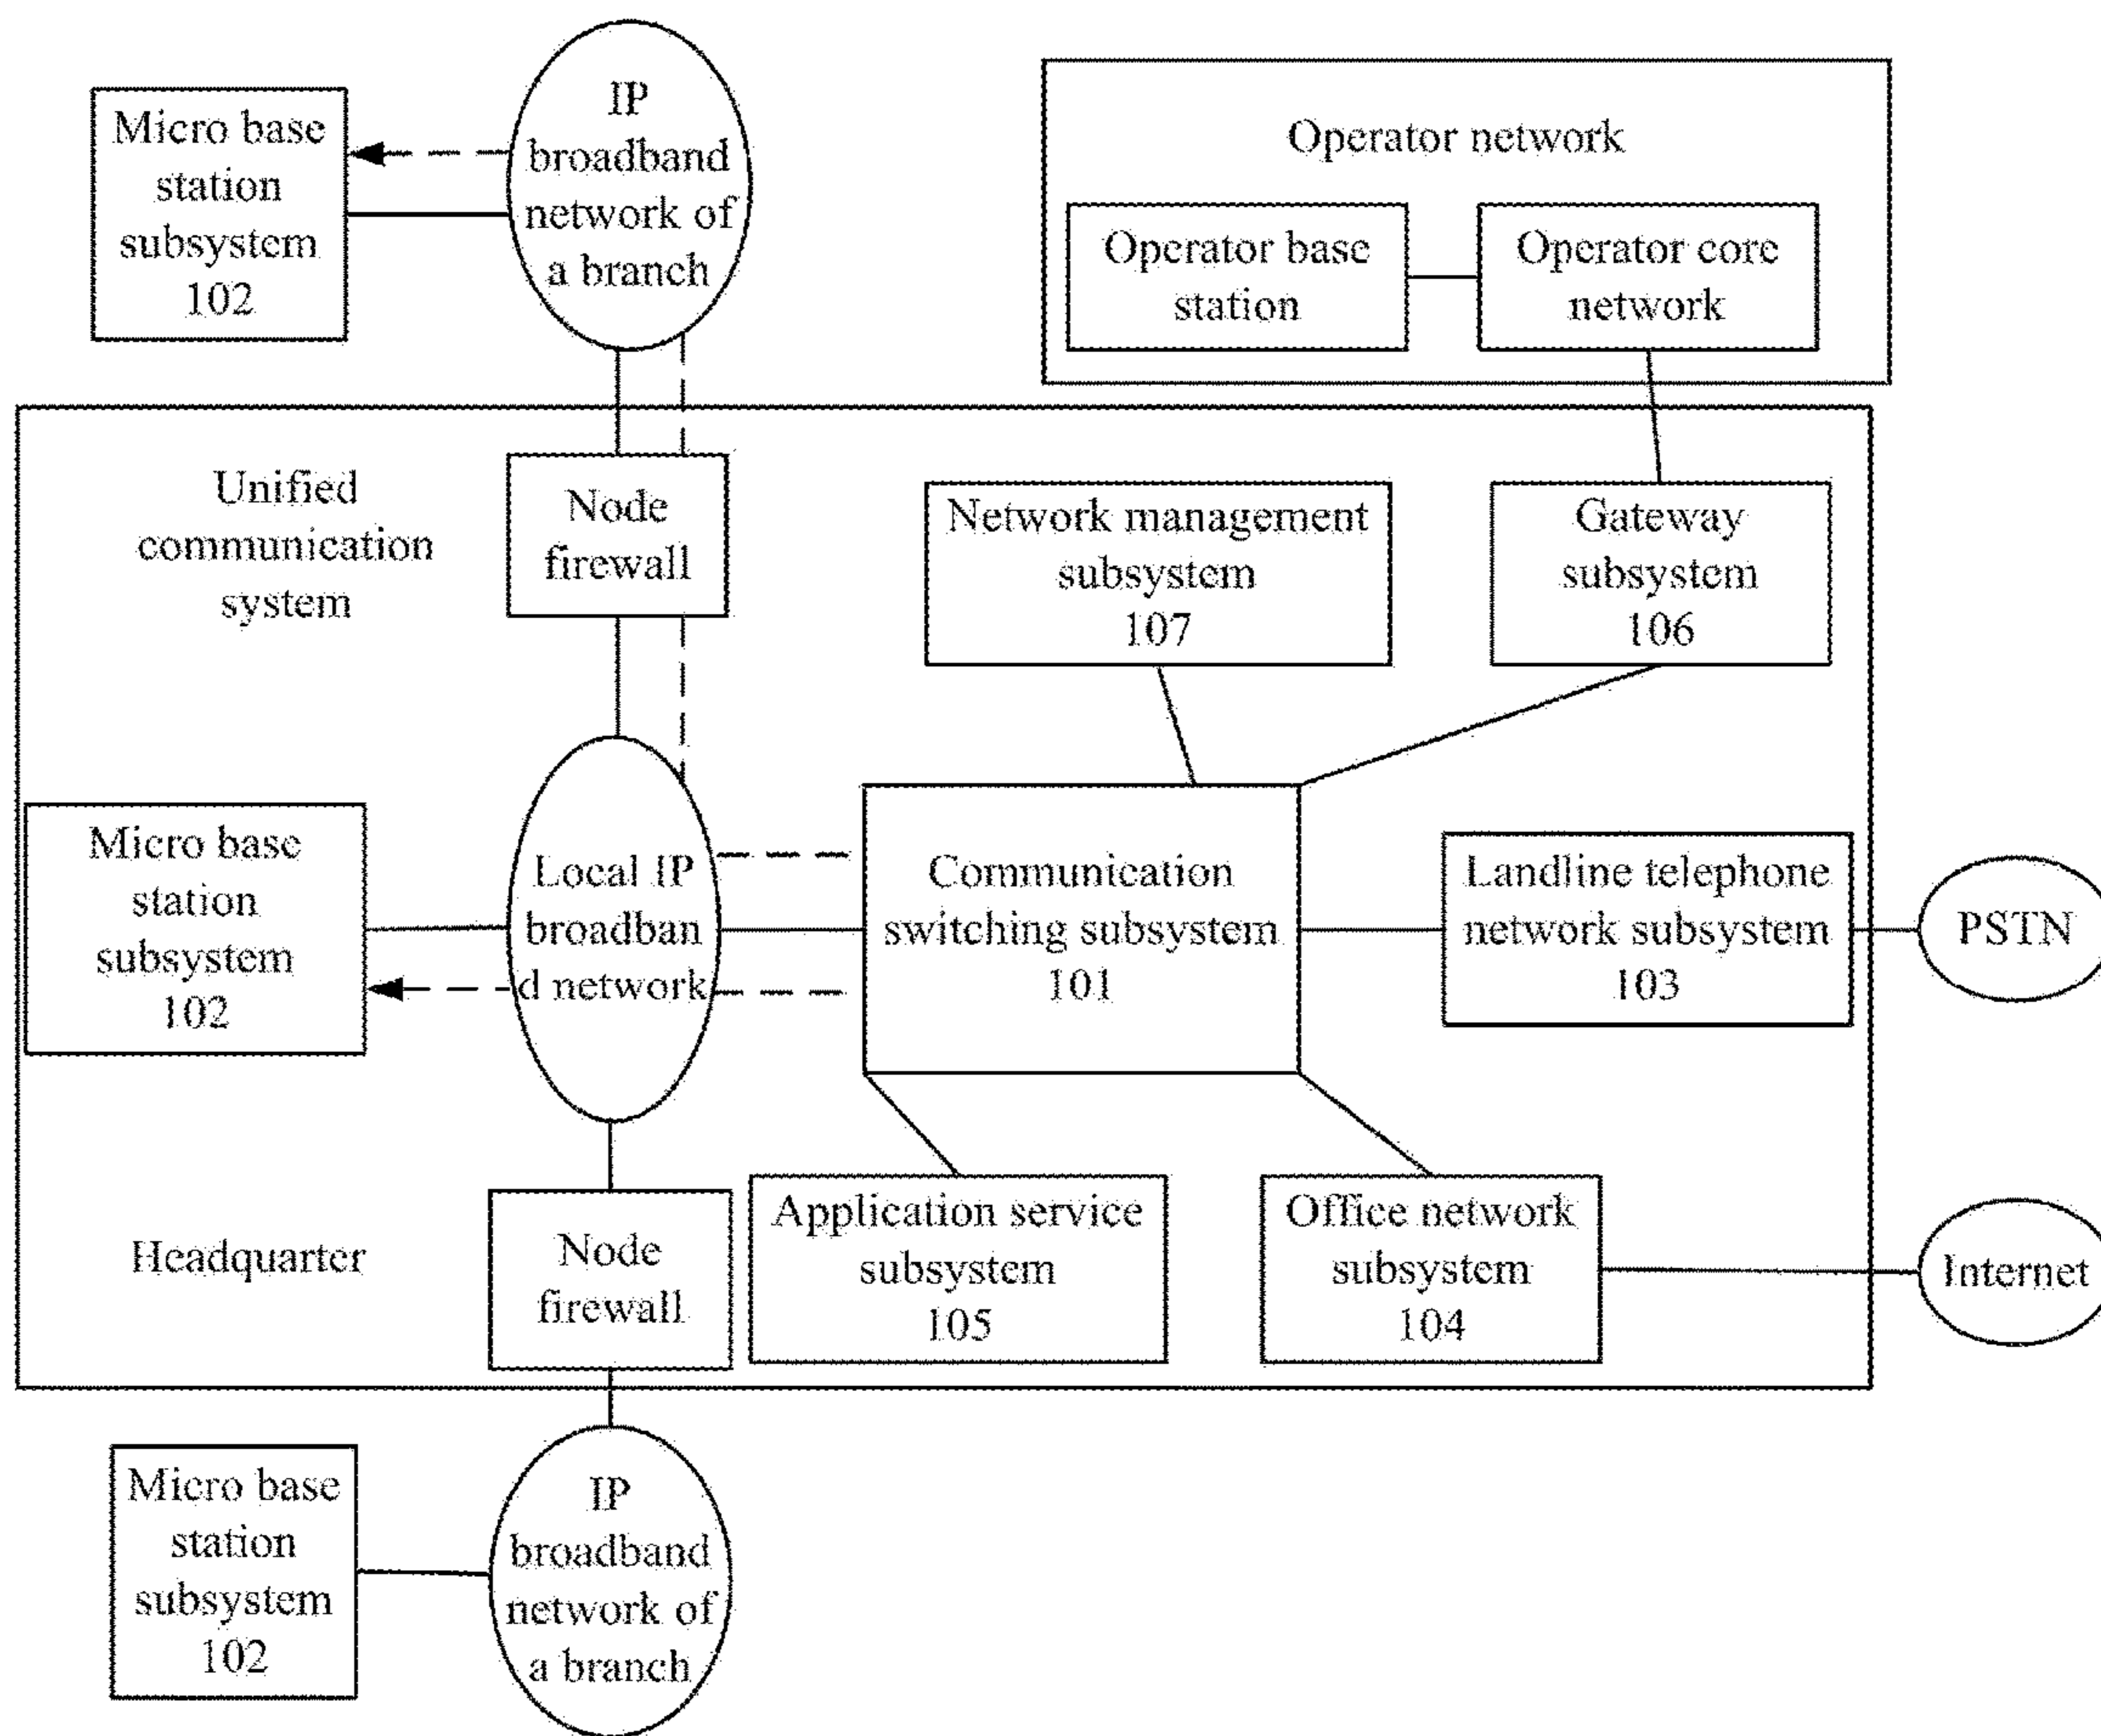 Micro base
station
subsystem
102
IP
broadband
network of
a branch
Operator network
Operator base
station
Operator core
network
Unified
communication
system
Node
firewall
Network management
subsystem
107
Gateway
subsystem
106
Micro base
station
subsystem
102
Local IP
broadban
d network
Communication
switching subsystem
101
Landline telephone
network subsystem
103
PSTN
Headquarter
Node
firewall
Application service
subsystem
105
Office network
subsystem
104
Internet
Micro base
station
subsystem
102
IP
broadband
network of
a branch